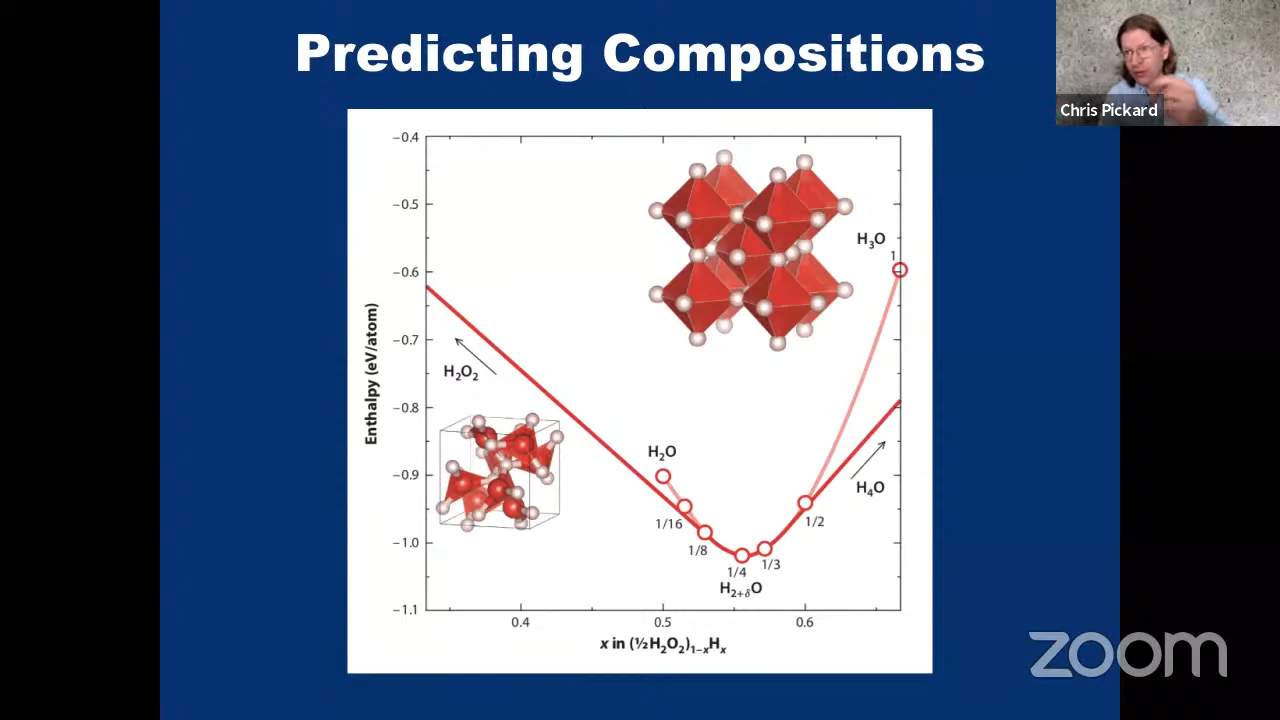 Predicting Compositions
Chris Pickard
−0.4
−0.5
−0.6
−0.7
−0.8
−0.9
−1.0
−1.1
Enthalpy (eV/atom)
H₃O
1
H₂O₂
H₂O
H₄O
1/16
1/8
1/4
1/3
1/2
H₂₊δO
0.4
0.5
0.6
x in (½H₂O₂)₁₋ₓHₓ
zoom